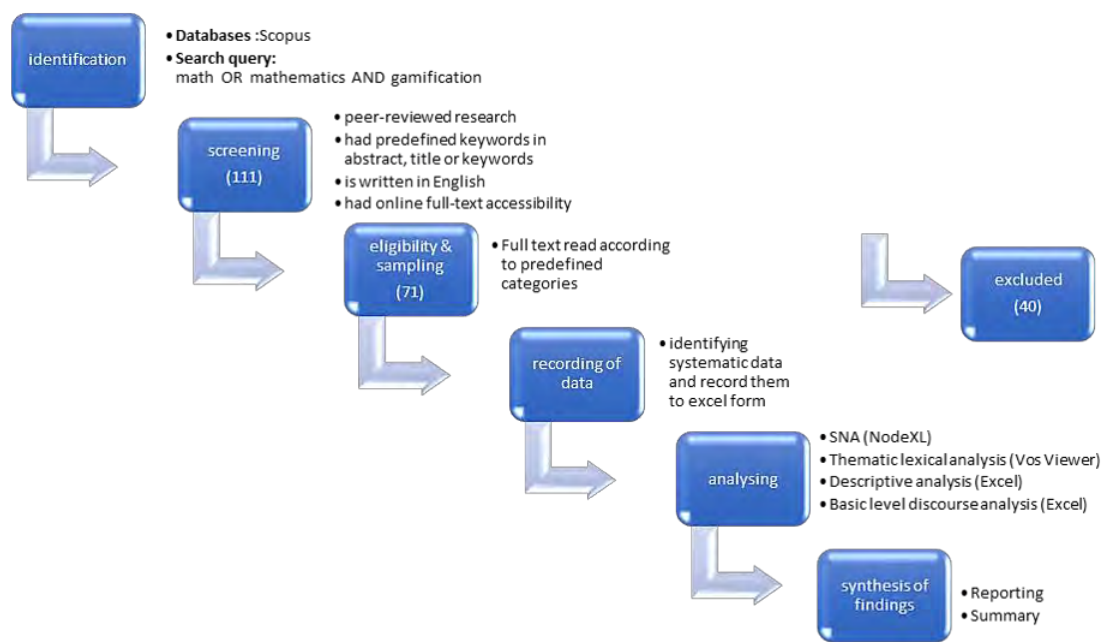 identification
• Databases :Scopus
• Search query:
math OR mathematics AND gamification
screening
(111)
• peer-reviewed research
• had predefined keywords in
abstract, title or keywords
• is written in English
• had online full-text accessibility
eligibility &
sampling
(71)
• Full text read according
to predefined
categories
excluded
(40)
recording of
data
• identifying
systematic data
and record them
to excel form
analysing
• SNA (NodeXL)
• Thematic lexical analysis (Vos Viewer)
• Descriptive analysis (Excel)
• Basic level discourse analysis (Excel)
synthesis of
findings
• Reporting
• Summary